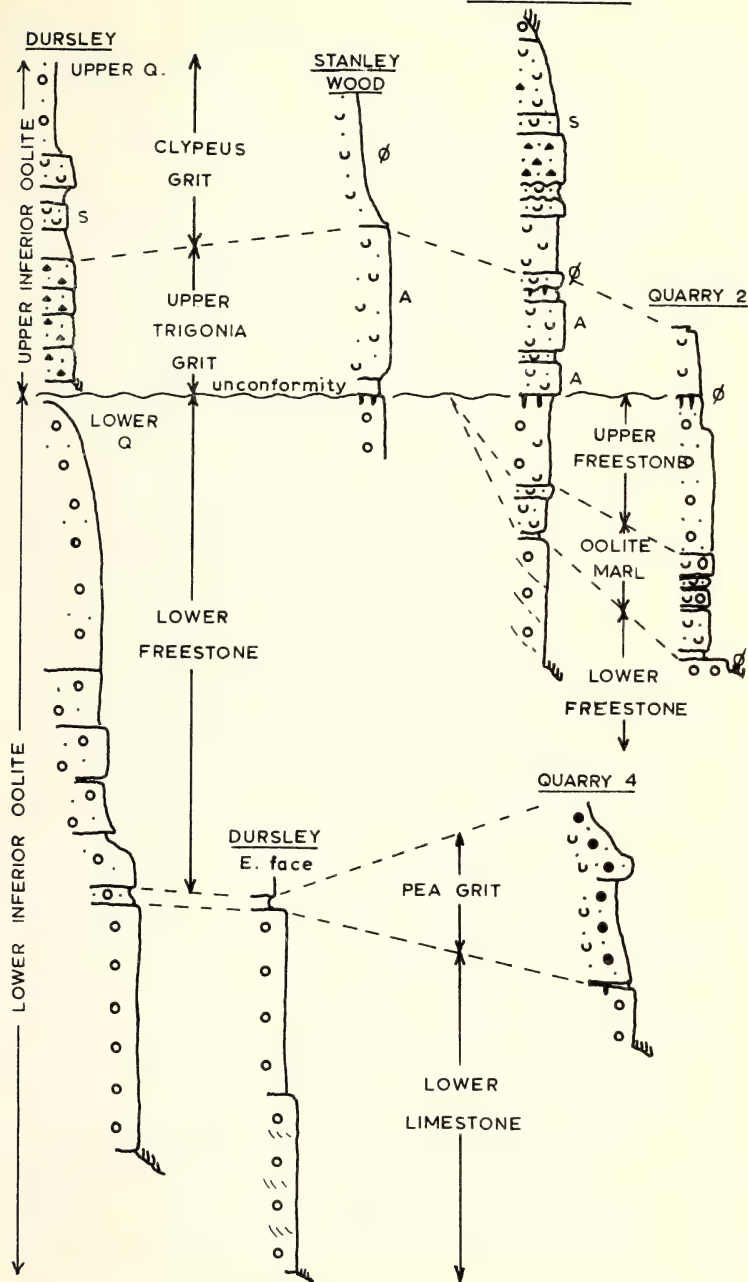 DURSLEY
UPPER Q.
STANLEY
WOOD
UPPER INFERIOR OOLITE
CLYPEUS
GRIT
S
Ø
S
UPPER
TRIGONIA
GRIT
A
Ø
A
A
QUARRY 2
unconformity
Ø
LOWER
Q
UPPER
FREESTONE
OOLITE
MARL
LOWER
FREESTONE
LOWER
FREESTONE
Ø
LOWER INFERIOR OOLITE
QUARRY 4
DURSLEY
E. face
PEA GRIT
LOWER
LIMESTONE